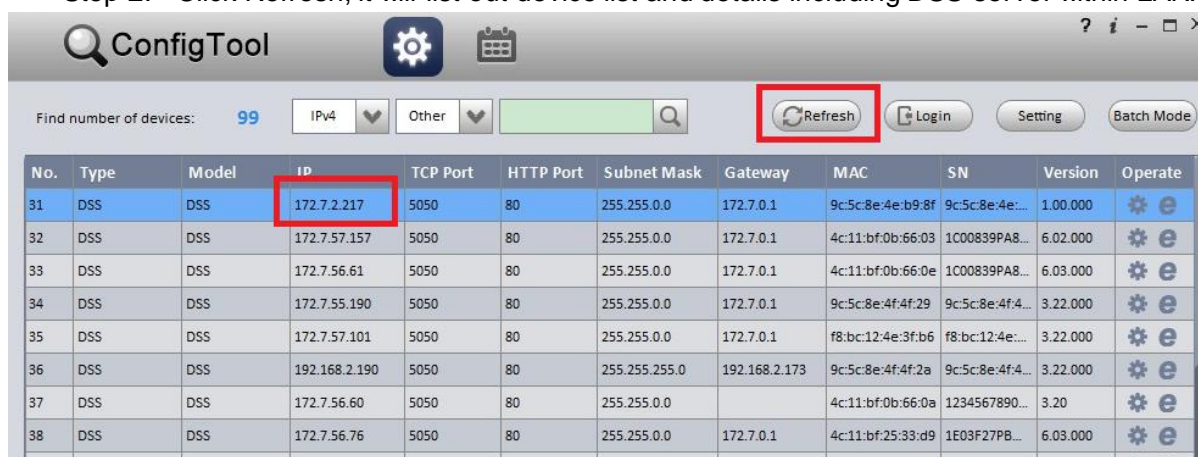 ConfigTool
? i
Find number of devices: 99 IPv4 Other Refresh Login Setting Batch Mode
No. Type Model IP TCP Port HTTP Port Subnet Mask Gateway MAC SN Version Operate
31 DSS DSS 172.7.2.217 5050 80 255.255.0.0 172.7.0.1 9c:5c:8e:4e:b9:8f 9c:5c:8e:4e:... 1.00.000
32 DSS DSS 172.7.57.157 5050 80 255.255.0.0 172.7.0.1 4c:11:bf:0b:66:03 1C00839PA8... 6.02.000
33 DSS DSS 172.7.56.61 5050 80 255.255.0.0 172.7.0.1 4c:11:bf:0b:66:0e 1C00839PA8... 6.03.000
34 DSS DSS 172.7.55.190 5050 80 255.255.0.0 172.7.0.1 9c:5c:8e:4f:4f:29 9c:5c:8e:4f:4... 3.22.000
35 DSS DSS 172.7.57.101 5050 80 255.255.0.0 172.7.0.1 f8:bc:12:4e:3f:b6 f8:bc:12:4e:... 3.22.000
36 DSS DSS 192.168.2.190 5050 80 255.255.255.0 192.168.2.173 9c:5c:8e:4f:4f:2a 9c:5c:8e:4f:4... 3.22.000
37 DSS DSS 172.7.56.60 5050 80 255.255.0.0 4c:11:bf:0b:66:0a 1234567890... 3.20
38 DSS DSS 172.7.56.76 5050 80 255.255.0.0 172.7.0.1 4c:11:bf:25:33:d9 1E03F27PB... 6.03.000